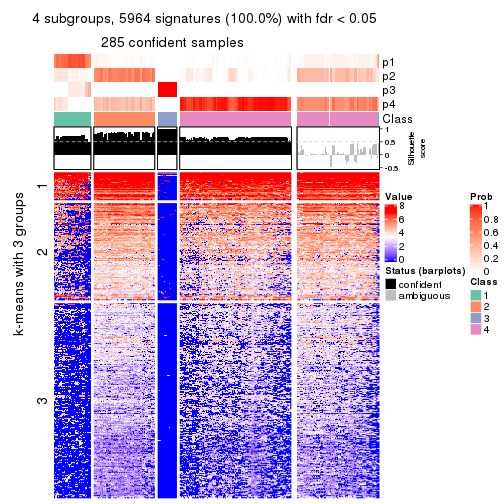 4 subgroups, 5964 signatures (100.0%) with fdr < 0.05
285 confident samples
p1
p2
p3
p4
Class
1
0.5
0
-0.5
Silhouette
score
k-means with 3 groups
1
2
3
Value
8
6
4
2
0
Status (barplots)
confident
ambiguous
Prob
1
0.8
0.6
0.4
0.2
0
Class
1
2
3
4